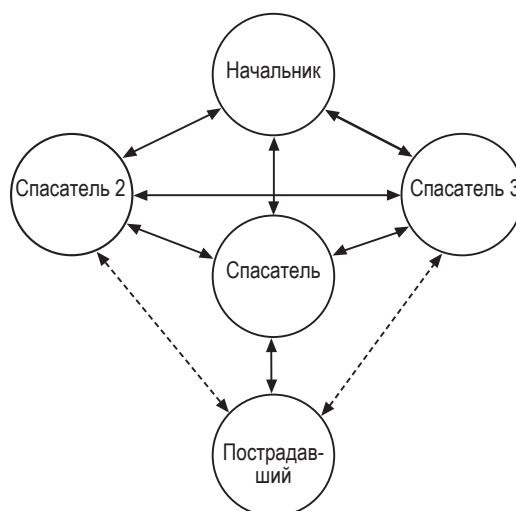 Начальник
Спасатель 2
Спасатель 3
Спасатель
Пострадав-
ший